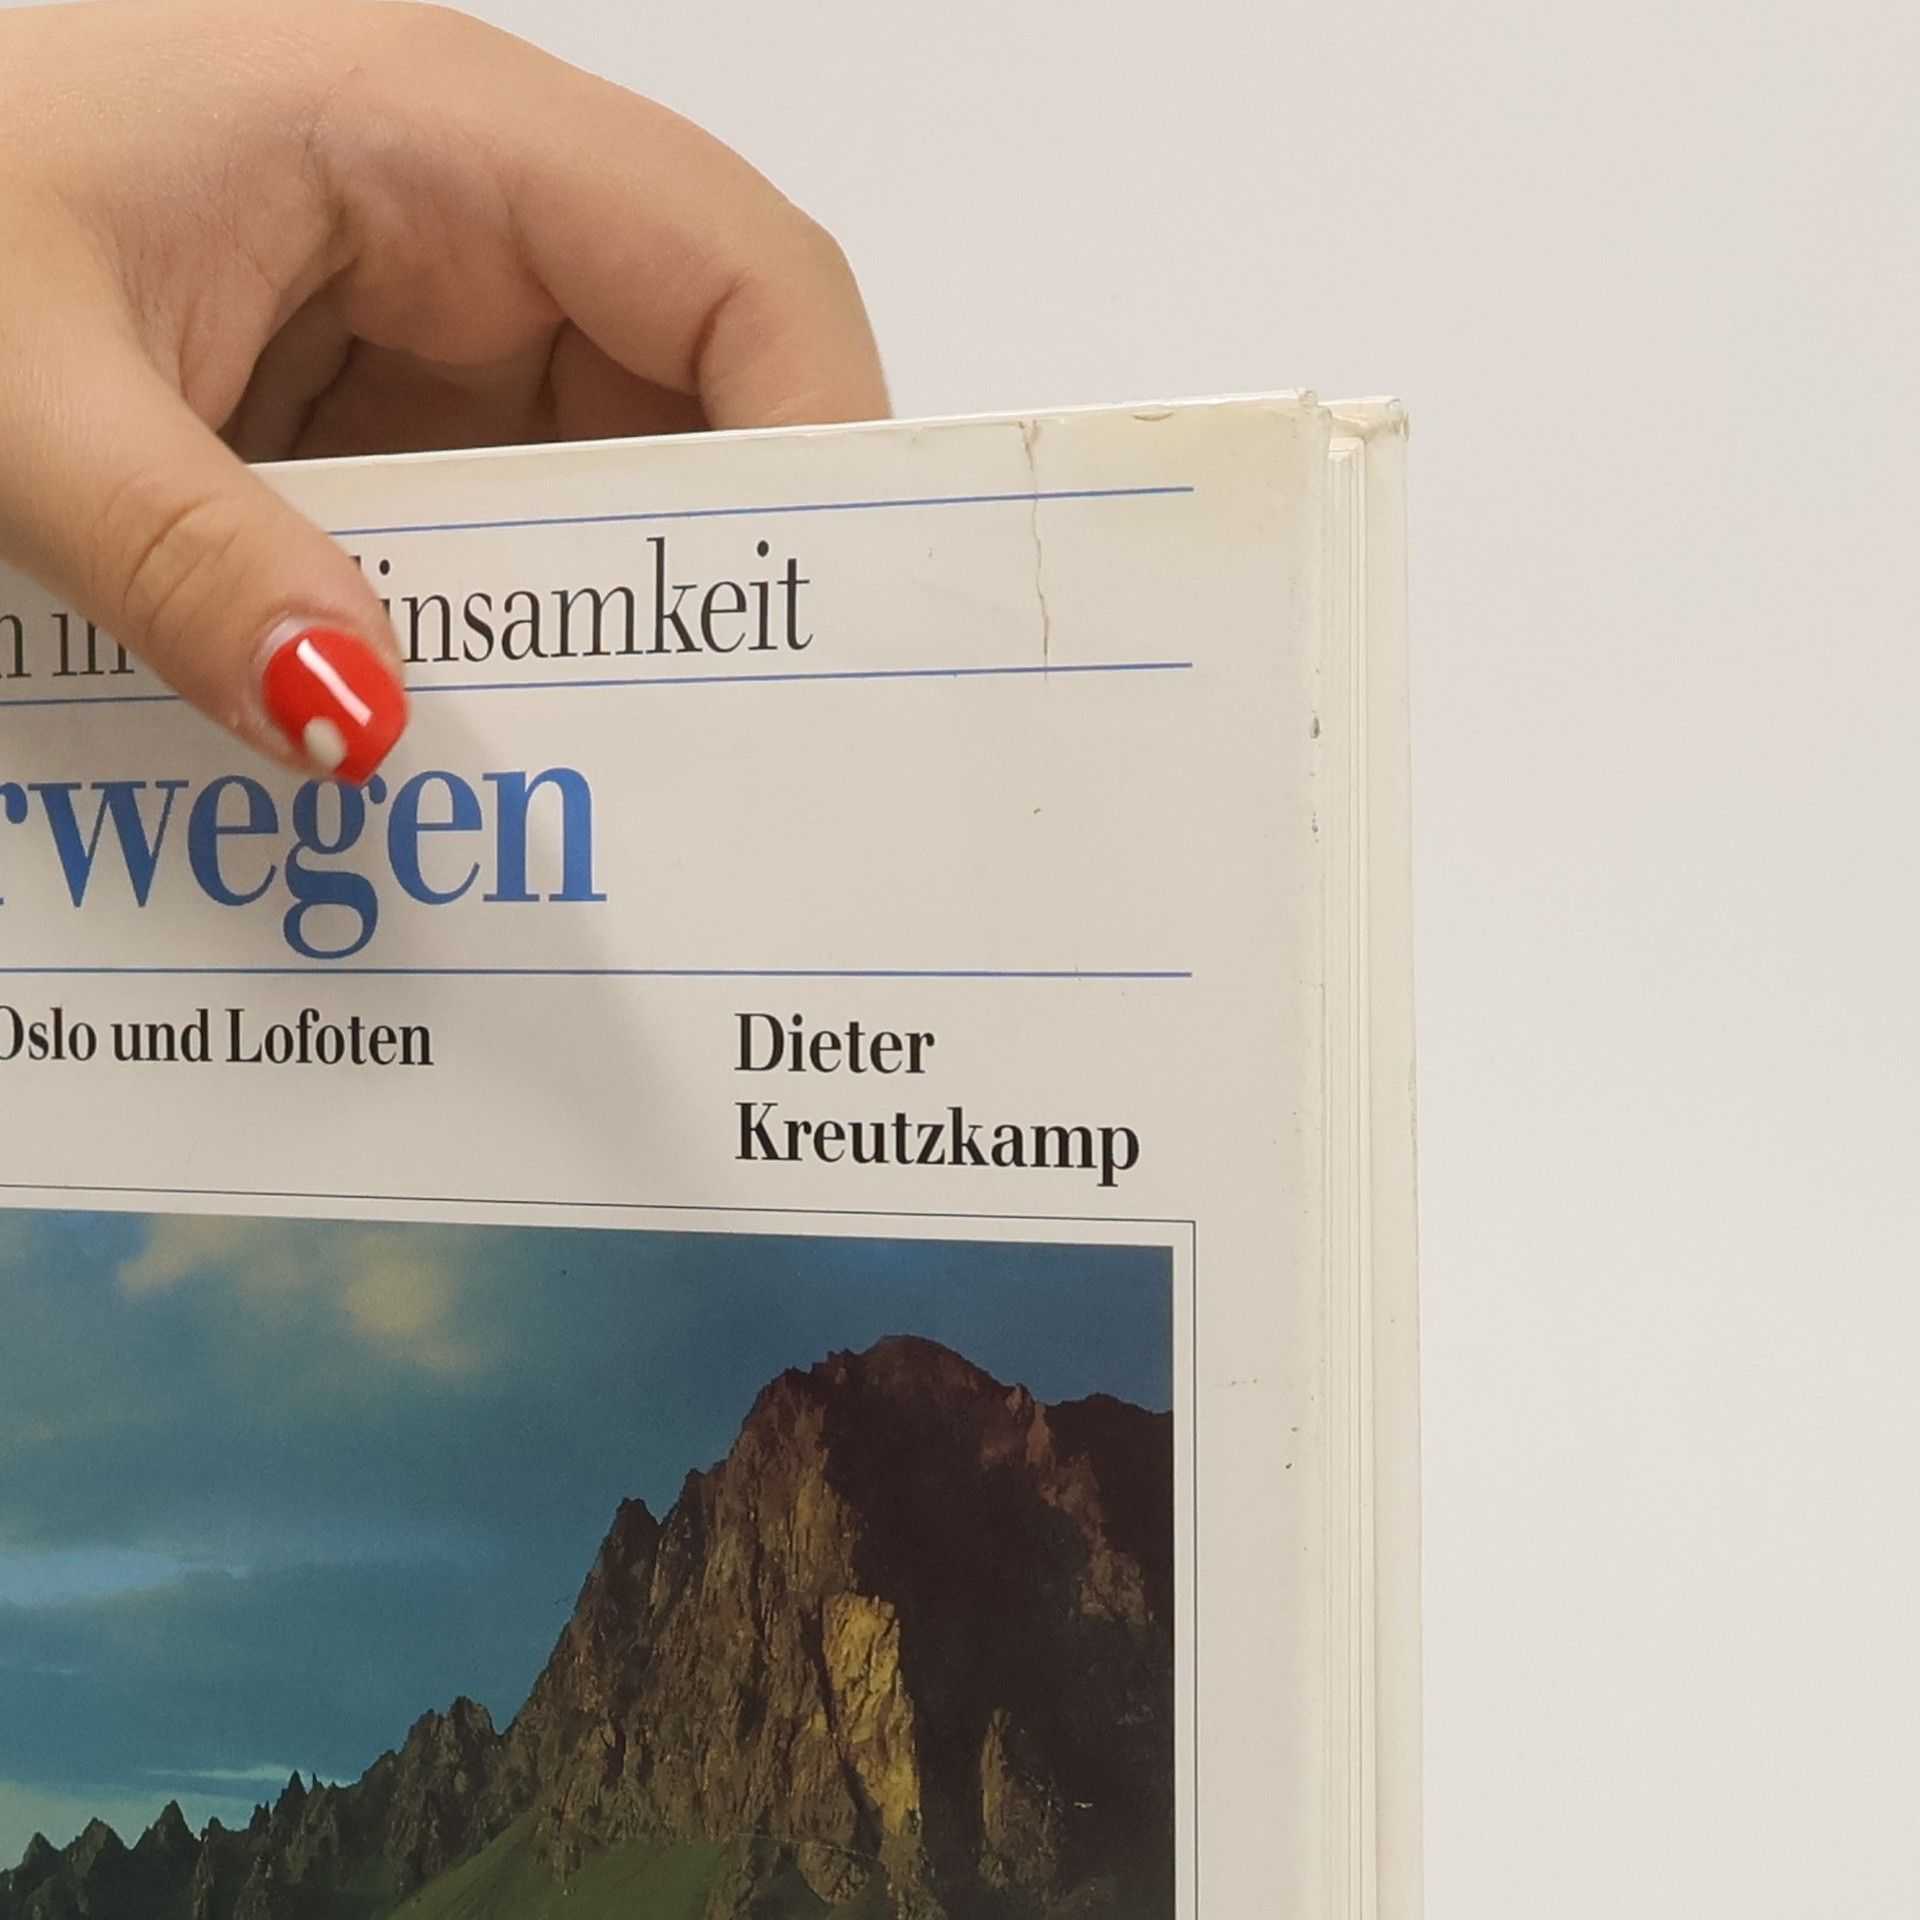 insamkeit
rwegen
Oslo und Lofoten
Dieter
Kreutzkamp